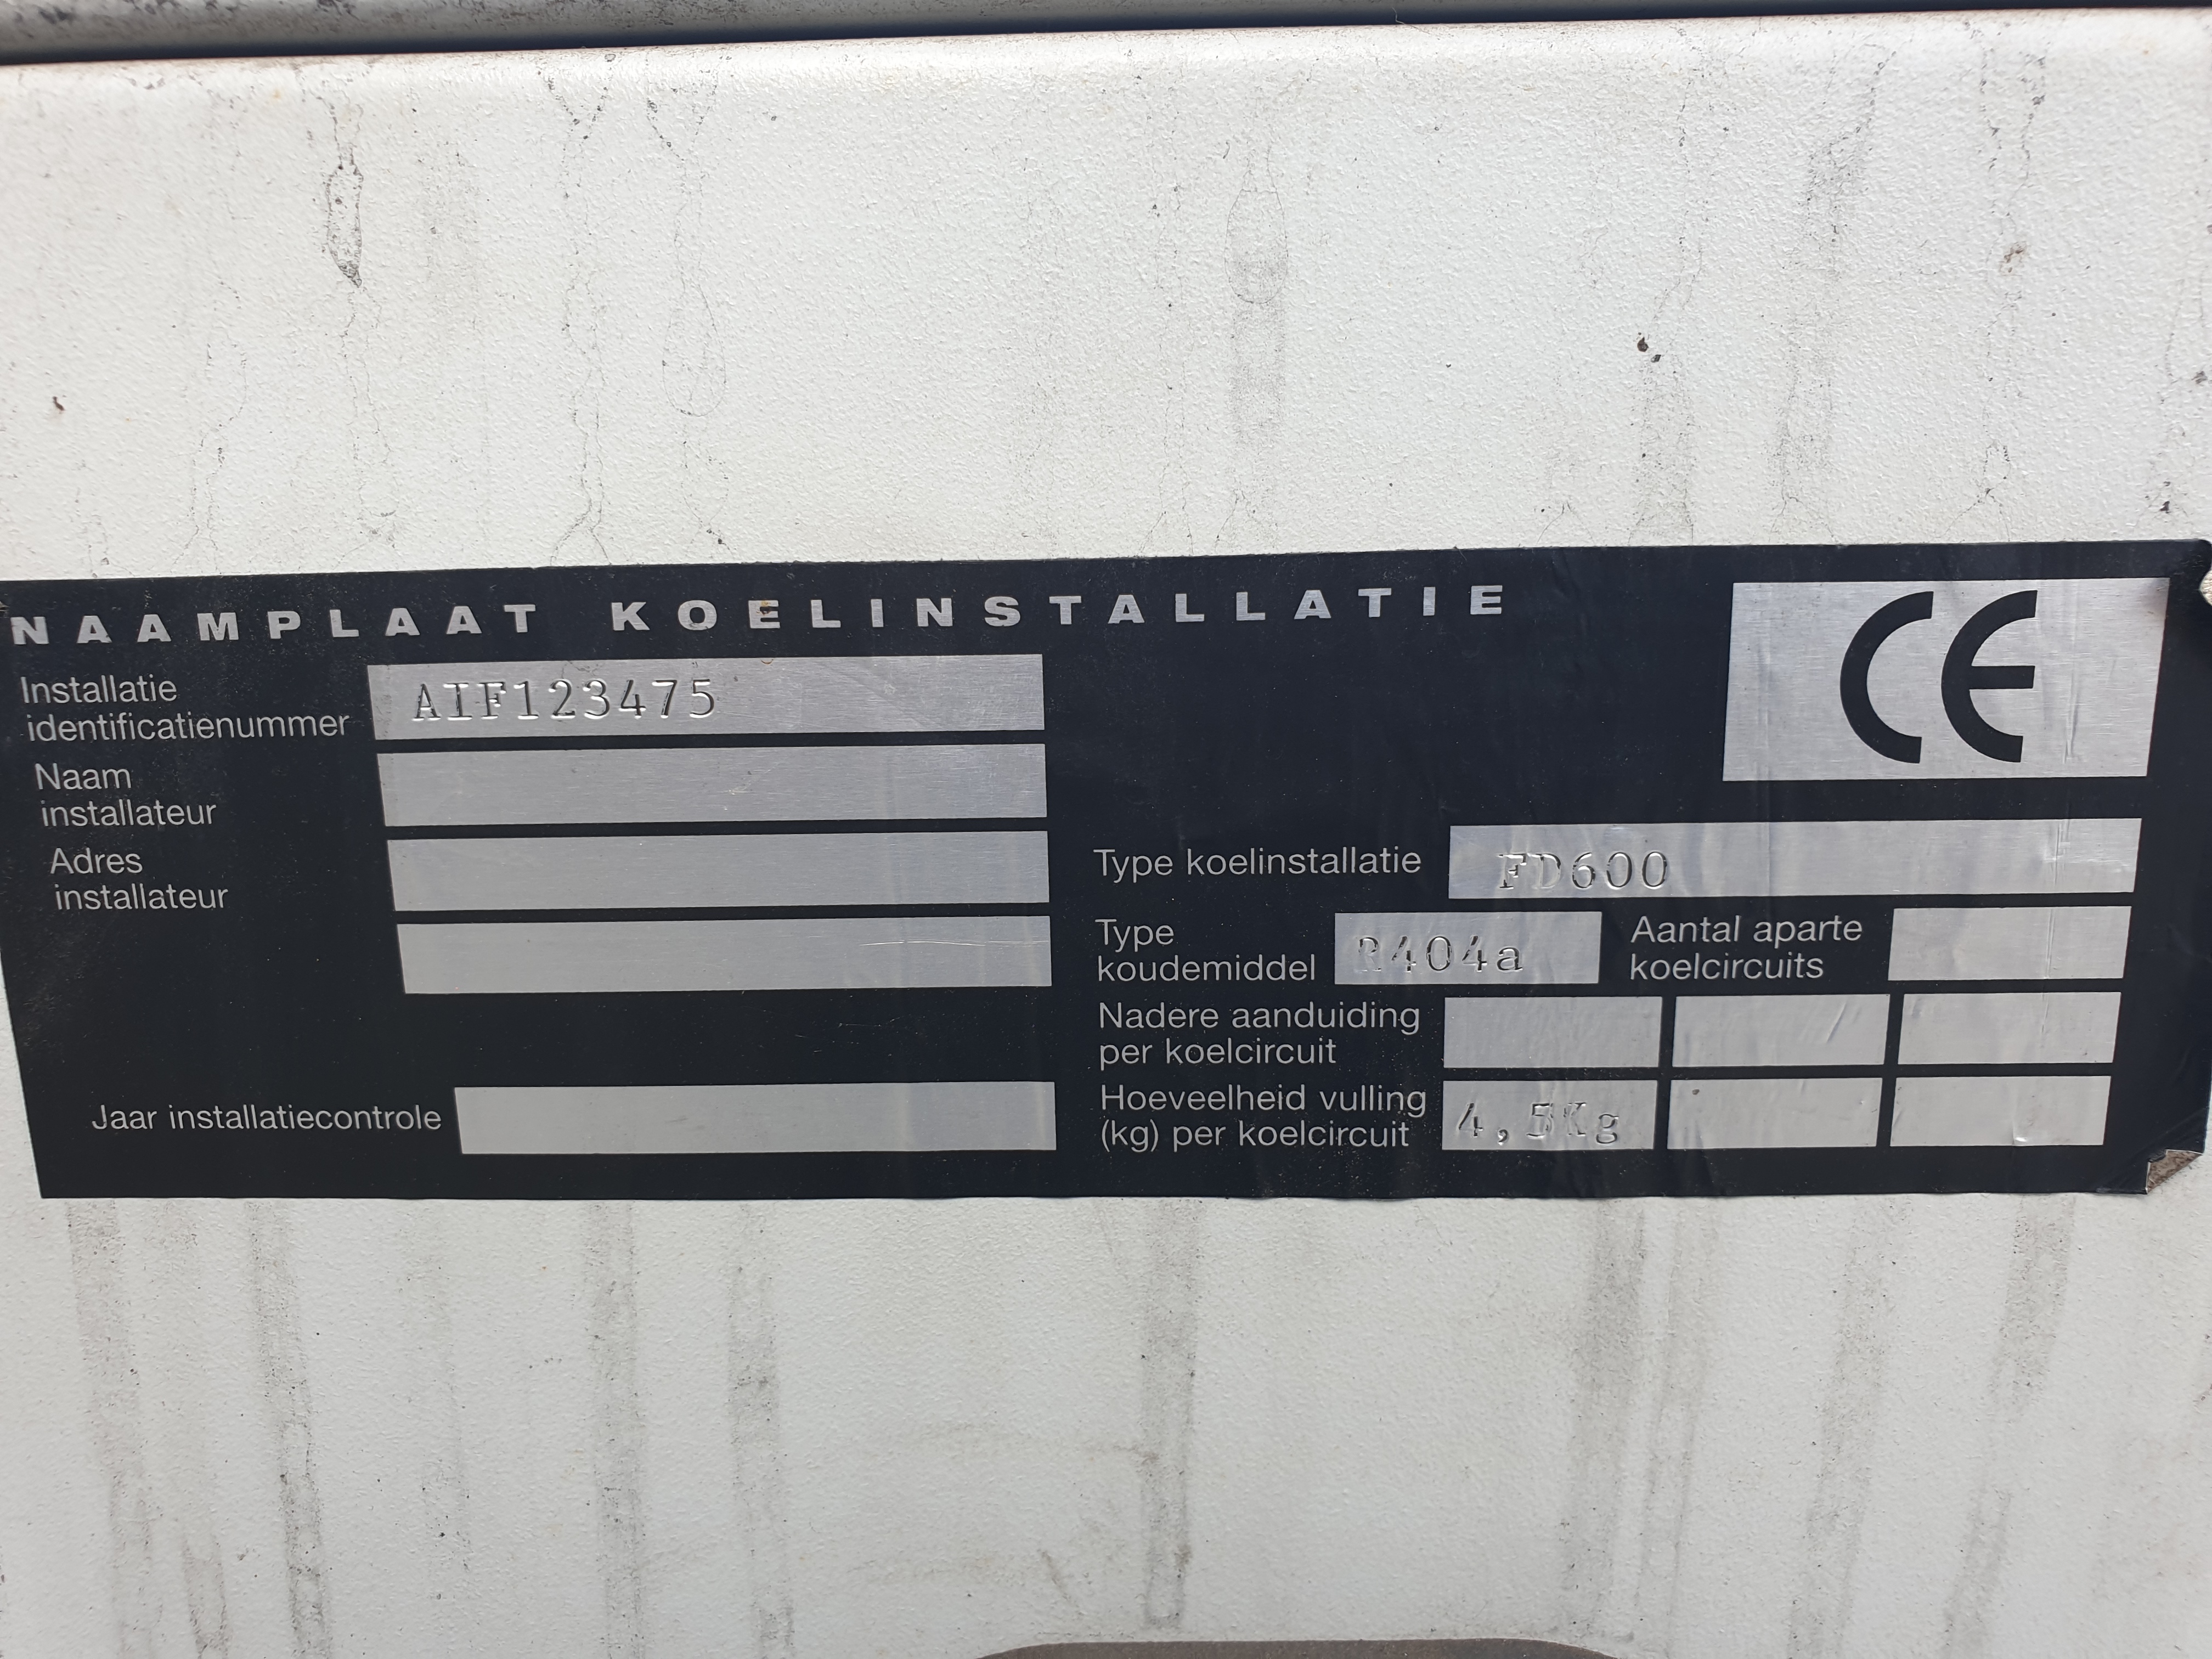 NAAMPLAAT KOELINSTALLATIE
CE
Installatie
identificatienummer
AIF123475
Naam
installateur
Adres
installateur
Jaar installatiecontrole
Type koelinstallatie
FD600
Type
koudemiddel
R404a
Aantal aparte
koelcircuits
Nadere aanduiding
per koelcircuit
Hoeveelheid vulling
(kg) per koelcircuit
4,5Kg